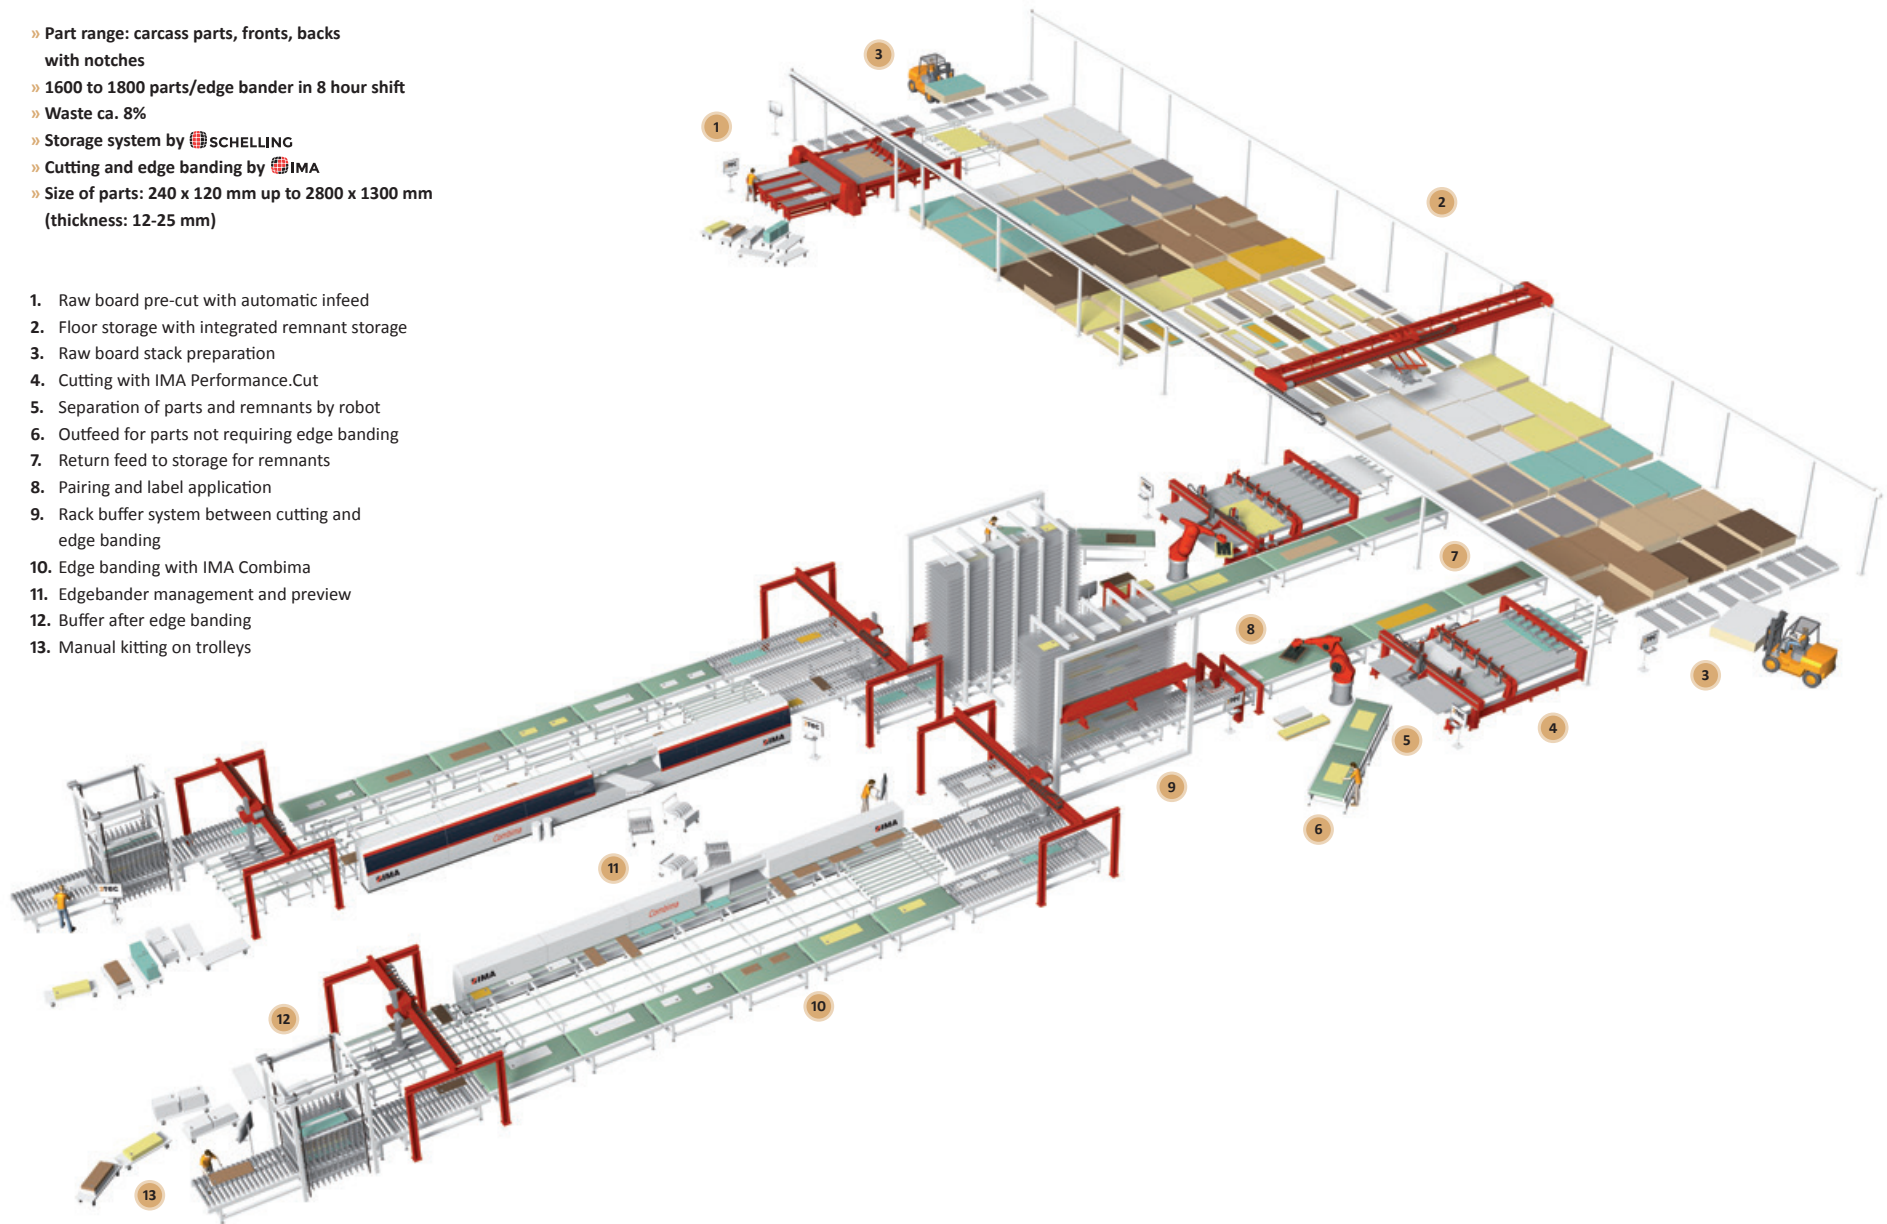 » Part range: carcass parts, fronts, backs
with notches
» 1600 to 1800 parts/edge bander in 8 hour shift
» Waste ca. 8%
» Storage system by SCHELLING
» Cutting and edge banding by IMA
» Size of parts: 240 x 120 mm up to 2800 x 1300 mm
(thickness: 12-25 mm)
1. Raw board pre-cut with automatic infeed
2. Floor storage with integrated remnant storage
3. Raw board stack preparation
4. Cutting with IMA Performance.Cut
5. Separation of parts and remnants by robot
6. Outfeed for parts not requiring edge banding
7. Return feed to storage for remnants
8. Pairing and label application
9. Rack buffer system between cutting and
edge banding
10. Edge banding with IMA Combima
11. Edgebander management and preview
12. Buffer after edge banding
13. Manual kitting on trolleys
3
1
2
7
8
3
4
5
9
6
IMA
Combima
IMA
IMA
11
Combima
IMA
10
12
13